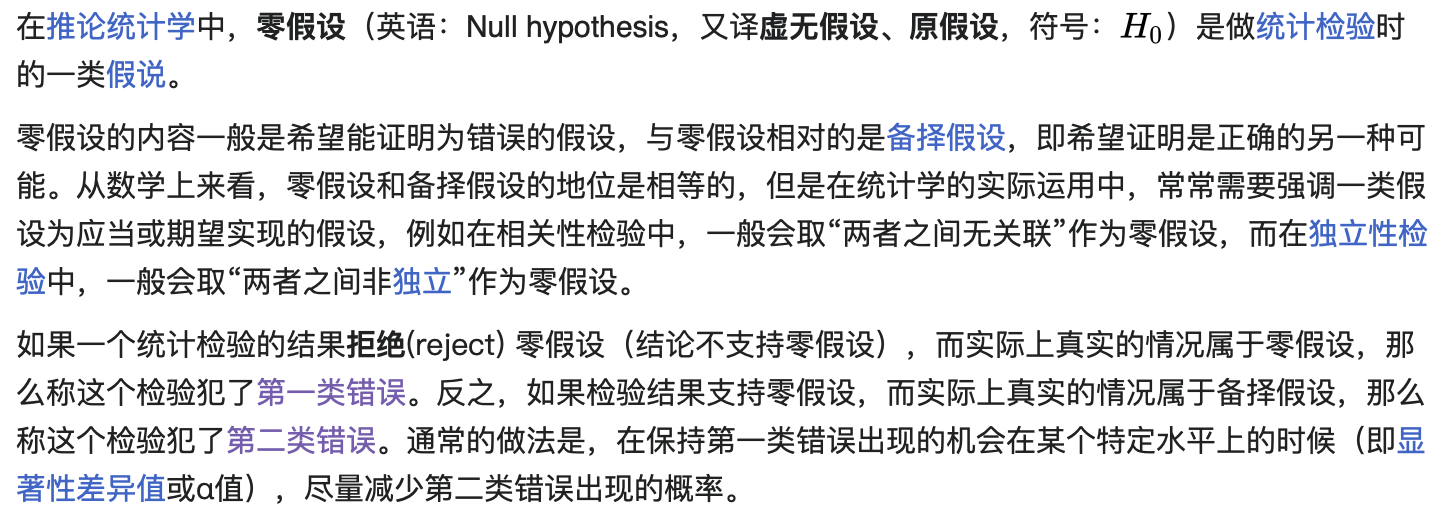 在推论统计学中，零假设（英语：Null hypothesis，又译虚无假设、原假设，符号：H₀）是做统计检验时
的一类假说。
零假设的内容一般是希望能证明为错误的假设，与零假设相对的是备择假设，即希望证明是正确的另一种可
能。从数学上来看，零假设和备择假设的地位是相等的，但是在统计学的实际运用中，常常需要强调一类假
设为应当或期望实现的假设，例如在相关性检验中，一般会取“两者之间无关联”作为零假设，而在独立性检
验中，一般会取“两者之间非独立”作为零假设。
如果一个统计检验的结果拒绝(reject) 零假设（结论不支持零假设），而实际上真实的情况属于零假设，那
么称这个检验犯了第一类错误。反之，如果检验结果支持零假设，而实际上真实的情况属于备择假设，那么
称这个检验犯了第二类错误。通常的做法是，在保持第一类错误出现的机会在某个特定水平上的时候（即显
著性差异值或α值），尽量减少第二类错误出现的概率。